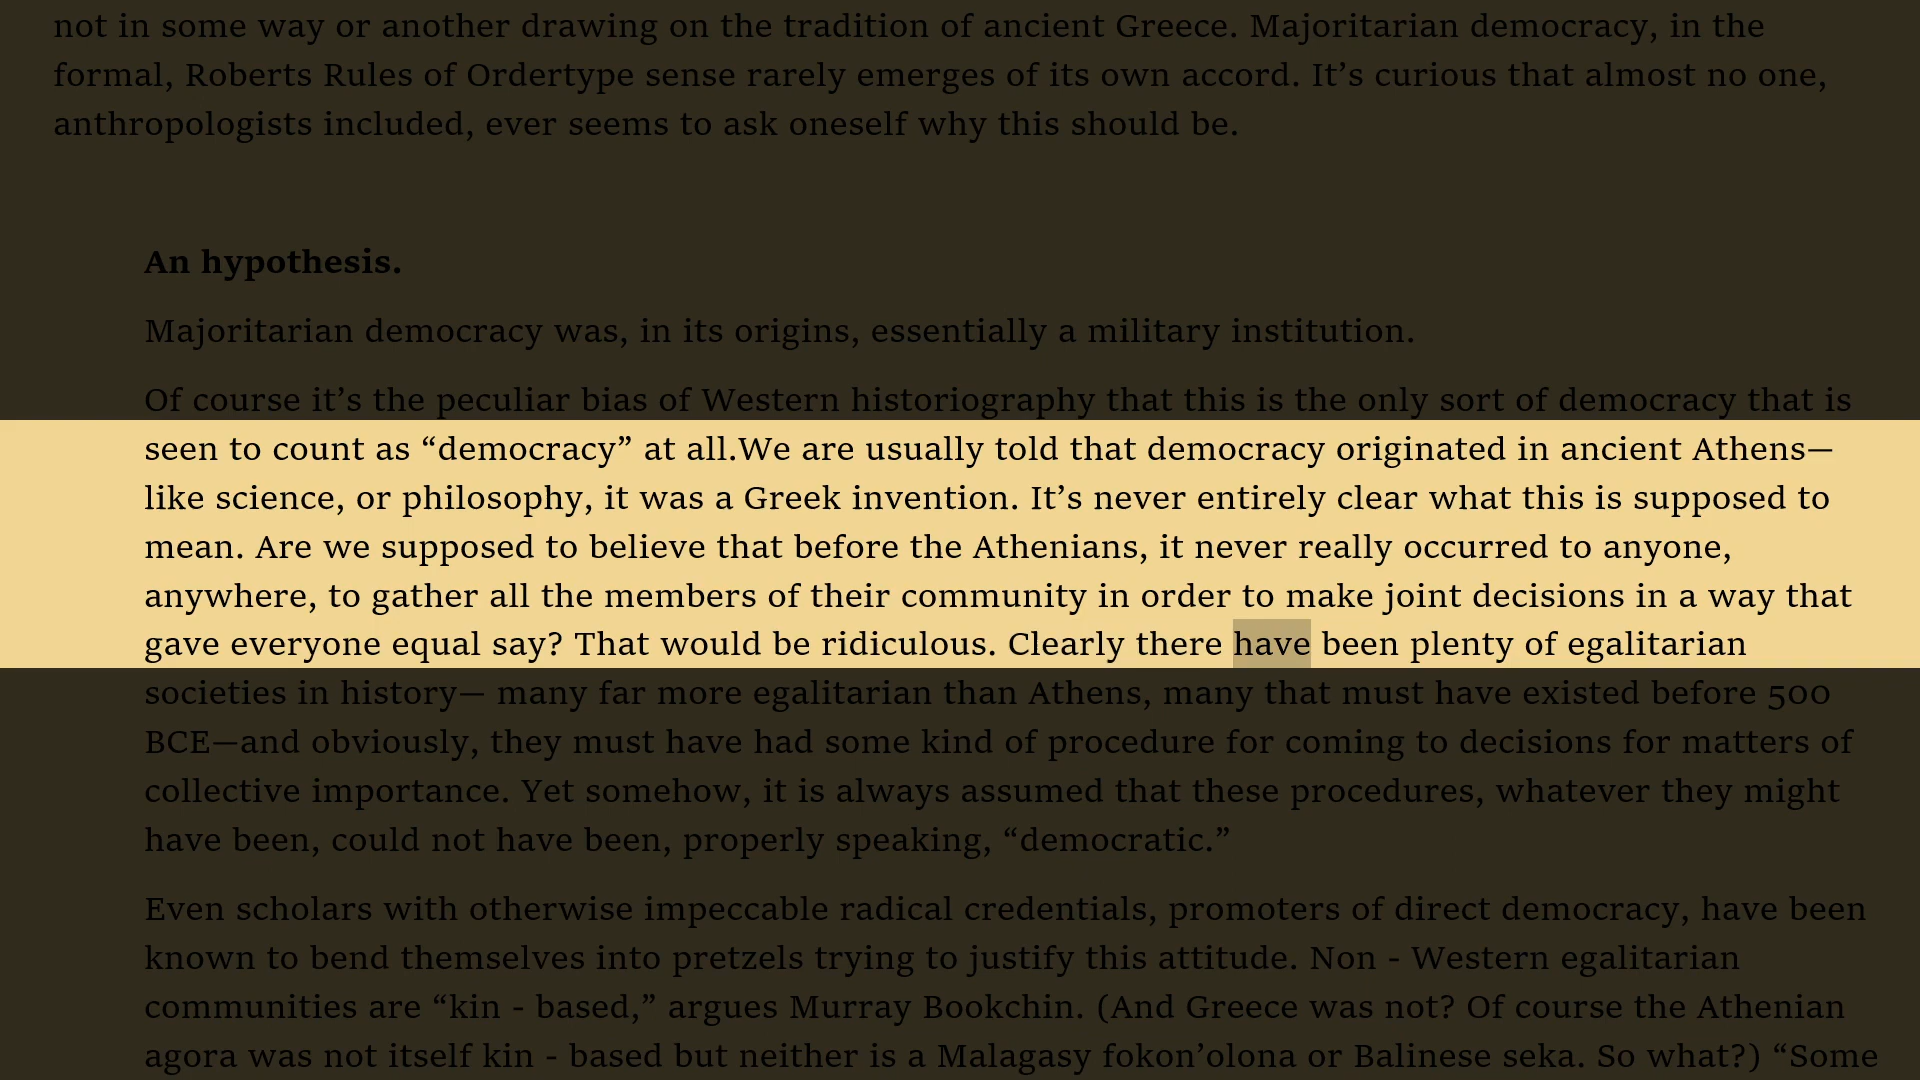 not in some way or another drawing on the tradition of ancient Greece. Majoritarian democracy, in the
formal, Roberts Rules of Ordertype sense rarely emerges of its own accord. It’s curious that almost no one,
anthropologists included, ever seems to ask oneself why this should be.
An hypothesis.
Majoritarian democracy was, in its origins, essentially a military institution.
Of course it’s the peculiar bias of Western historiography that this is the only sort of democracy that is
seen to count as “democracy” at all.We are usually told that democracy originated in ancient Athens—
like science, or philosophy, it was a Greek invention. It’s never entirely clear what this is supposed to
mean. Are we supposed to believe that before the Athenians, it never really occurred to anyone,
anywhere, to gather all the members of their community in order to make joint decisions in a way that
gave everyone equal say? That would be ridiculous. Clearly there have been plenty of egalitarian
societies in history— many far more egalitarian than Athens, many that must have existed before 500
BCE—and obviously, they must have had some kind of procedure for coming to decisions for matters of
collective importance. Yet somehow, it is always assumed that these procedures, whatever they might
have been, could not have been, properly speaking, “democratic.”
Even scholars with otherwise impeccable radical credentials, promoters of direct democracy, have been
known to bend themselves into pretzels trying to justify this attitude. Non - Western egalitarian
communities are “kin - based,” argues Murray Bookchin. (And Greece was not? Of course the Athenian
agora was not itself kin - based but neither is a Malagasy fokon’olona or Balinese seka. So what?) “Some